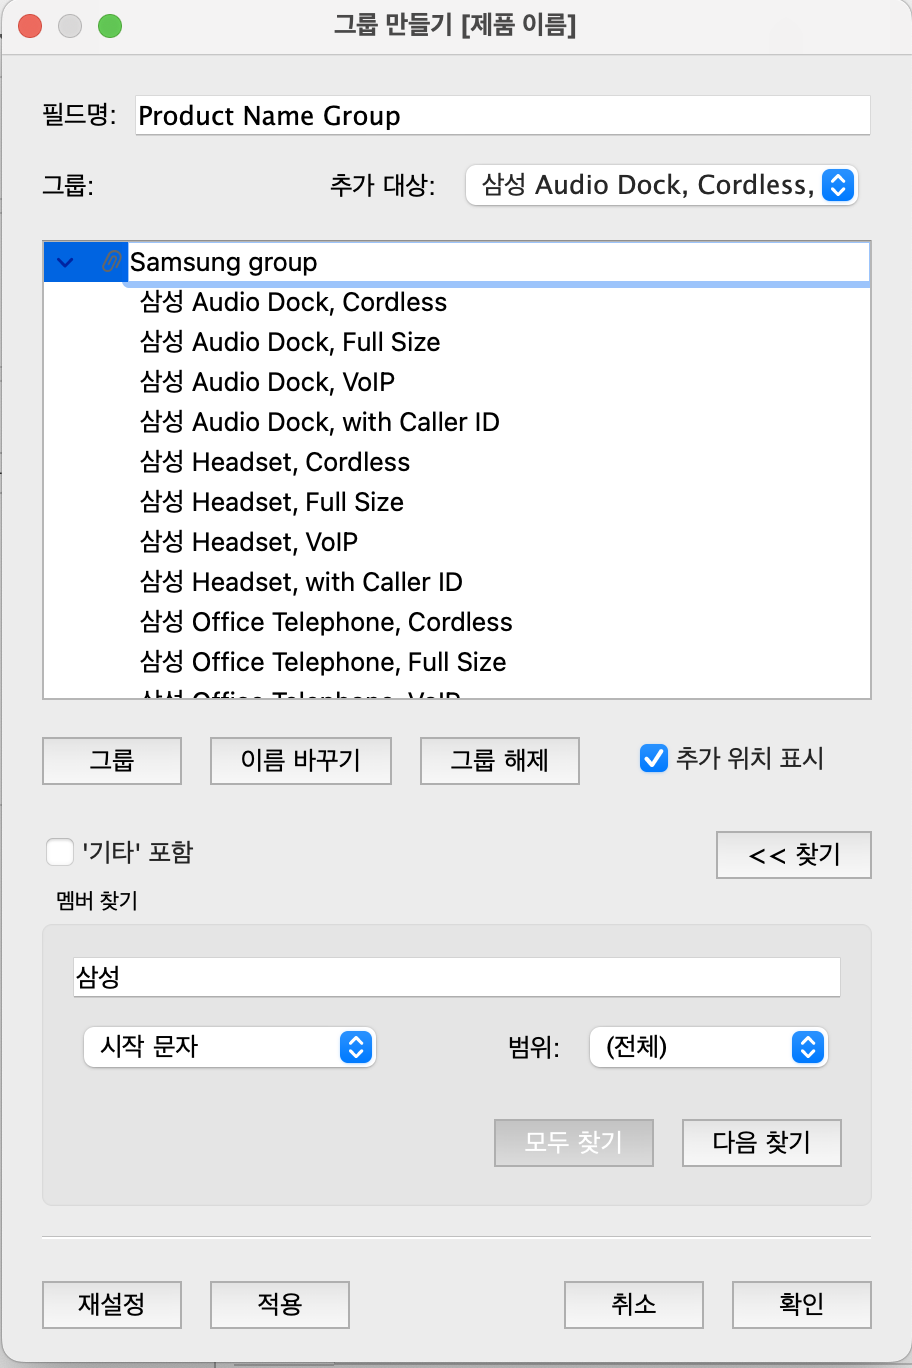 그룹 만들기 [제품 이름]
필드명: Product Name Group
그룹: 추가 대상: 삼성 Audio Dock, Cordless,
Samsung group
삼성 Audio Dock, Cordless
삼성 Audio Dock, Full Size
삼성 Audio Dock, VoIP
삼성 Audio Dock, with Caller ID
삼성 Headset, Cordless
삼성 Headset, Full Size
삼성 Headset, VoIP
삼성 Headset, with Caller ID
삼성 Office Telephone, Cordless
삼성 Office Telephone, Full Size
삼성 Office Telephone, VoIP
그룹 이름 바꾸기 그룹 해제 추가 위치 표시
'기타' 포함 << 찾기
멤버 찾기
삼성
시작 문자 범위: (전체)
모두 찾기 다음 찾기
재설정 적용 취소 확인